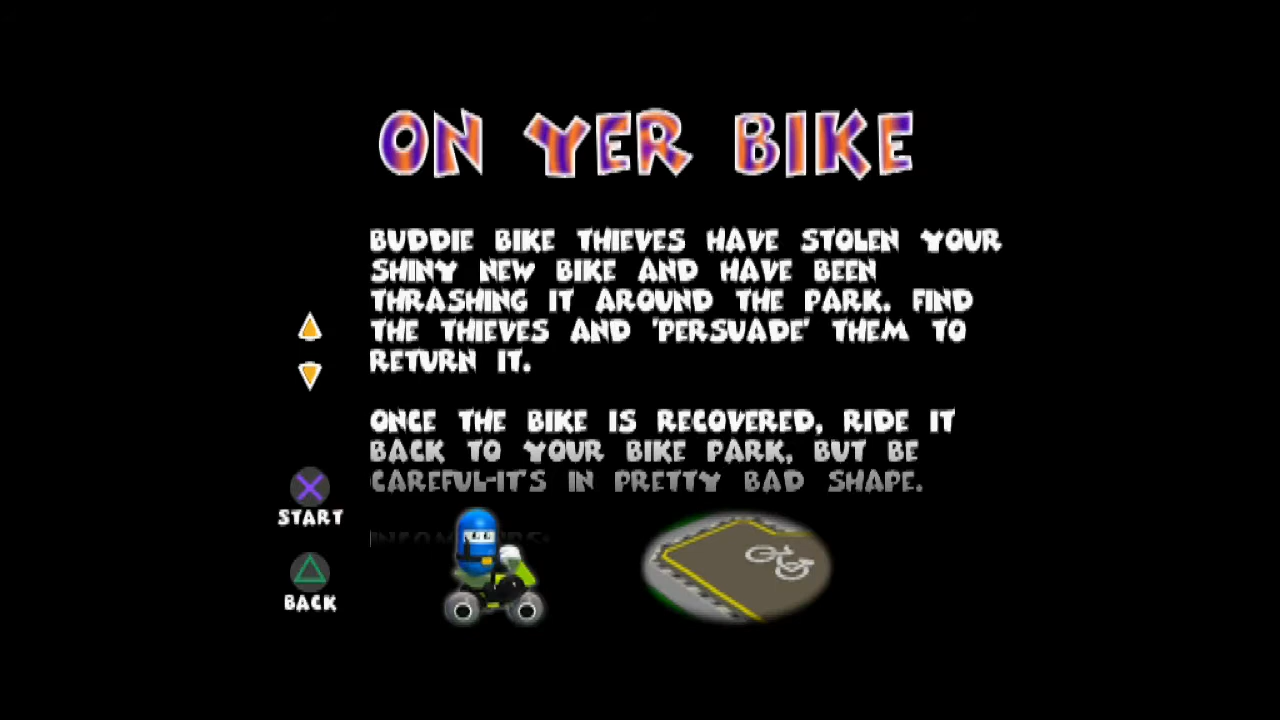 ON YER BIKE
BUDDIE BIKE THIEVES HAVE STOLEN YOUR
SHINY NEW BIKE AND HAVE BEEN
THRASHING IT AROUND THE PARK. FIND
THE THIEVES AND 'PERSUADE' THEM TO
RETURN IT.
ONCE THE BIKE IS RECOVERED, RIDE IT
BACK TO YOUR BIKE PARK, BUT BE
CAREFUL-IT'S IN PRETTY BAD SHAPE.
START
BACK